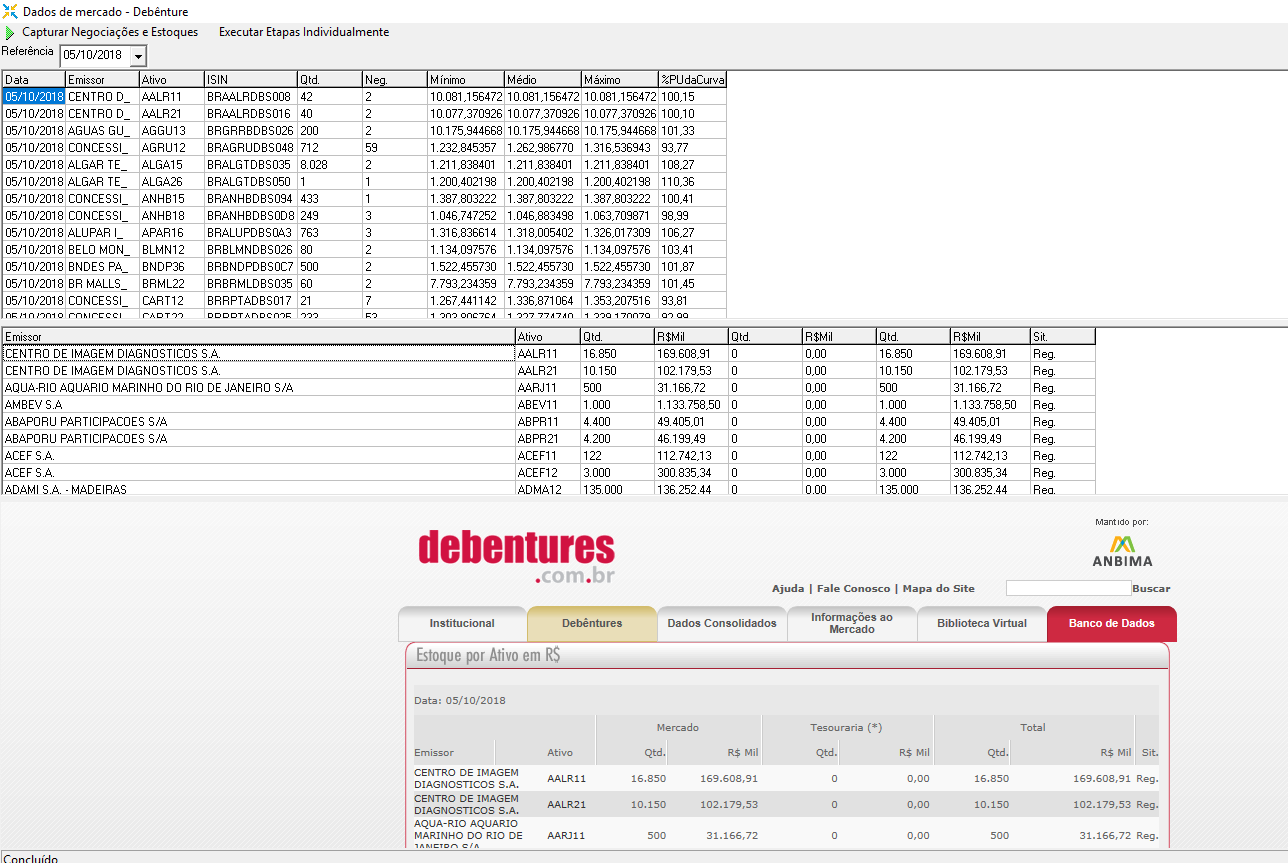 Dados de mercado - Debênture
Capturar Negociações e Estoques Executar Etapas Individualmente
Referência 05/10/2018
Data Emissor Ativo ISIN Qtd. Neg. Mínimo Médio Máximo %PUdaCurva
05/10/2018 CENTRO D_ AALR11 BRAALRDBS008 42 2 10.081,156472 10.081,156472 10.081,156472 100,15
05/10/2018 CENTRO D_ AALR21 BRAALRDBS016 40 2 10.077,370926 10.077,370926 10.077,370926 100,10
05/10/2018 AGUAS GU_ AGGU13 BRGRRBDBS026 200 2 10.175,944668 10.175,944668 10.175,944668 101,33
05/10/2018 CONCESSI_ AGRU12 BRAGRUDBS048 712 59 1.232,845357 1.262,986770 1.316,536943 93,77
05/10/2018 ALGAR TE_ ALGA15 BRALGTDBS035 8.028 2 1.211,838401 1.211,838401 1.211,838401 108,27
05/10/2018 ALGAR TE_ ALGA26 BRALGTDBS050 1 1 1.200,402198 1.200,402198 1.200,402198 110,36
05/10/2018 CONCESSI_ ANHB15 BRANHBDBS094 433 1 1.387,803222 1.387,803222 1.387,803222 100,41
05/10/2018 CONCESSI_ ANHB18 BRANHBDBS0D8 249 3 1.046,747252 1.046,883498 1.063,709871 98,99
05/10/2018 ALUPAR I_ APAR16 BRALUPDBS0A3 763 3 1.316,836614 1.318,005402 1.326,017309 106,27
05/10/2018 BELO MON_ BLMN12 BRBLMNDBS026 80 2 1.134,097576 1.134,097576 1.134,097576 103,41
05/10/2018 BNDES PA_ BNDP36 BRBNDPDBS0C7 500 2 1.522,455730 1.522,455730 1.522,455730 101,87
05/10/2018 BR MALLS_ BRML22 BRBRMLDBS035 60 2 7.793,234359 7.793,234359 7.793,234359 101,45
05/10/2018 CONCESSI_ CART12 BRRPTADBS017 21 7 1.267,441142 1.336,871064 1.353,207516 93,81
05/10/2018 CONCESSI_ CART22 BRRPTADBS025
Emissor Ativo Qtd. R$Mil Qtd. R$Mil Qtd. R$Mil Sit.
CENTRO DE IMAGEM DIAGNOSTICOS S.A. AALR11 16.850 169.608,91 0 0,00 16.850 169.608,91 Reg.
CENTRO DE IMAGEM DIAGNOSTICOS S.A. AALR21 10.150 102.179,53 0 0,00 10.150 102.179,53 Reg.
AQUA-RIO AQUARIO MARINHO DO RIO DE JANEIRO S/A AARJ11 500 31.166,72 0 0,00 500 31.166,72 Reg.
AMBEV S.A ABEV11 1.000 1.133.758,50 0 0,00 1.000 1.133.758,50 Reg.
ABAPORU PARTICIPACOES S/A ABPR11 4.400 49.405,01 0 0,00 4.400 49.405,01 Reg.
ABAPORU PARTICIPACOES S/A ABPR21 4.200 46.199,49 0 0,00 4.200 46.199,49 Reg.
ACEF S.A. ACEF11 122 112.742,13 0 0,00 122 112.742,13 Reg.
ACEF S.A. ACEF12 3.000 300.835,34 0 0,00 3.000 300.835,34 Reg.
ADAMI S.A. - MADEIRAS ADMA12 135.000 136.252,44 0 0,00 135.000 136.252,44 Reg.
debentures
.com.br
Mantido por:
ANBIMA
Ajuda | Fale Conosco | Mapa do Site Buscar
Institucional Debêntures Dados Consolidados Informações ao Mercado Biblioteca Virtual Banco de Dados
Estoque por Ativo em R$
Data: 05/10/2018
Mercado Tesouraria (*) Total
Emissor Ativo Qtd. R$ Mil Qtd. R$ Mil Qtd. R$ Mil Sit.
CENTRO DE IMAGEM
DIAGNOSTICOS S.A. AALR11 16.850 169.608,91 0 0,00 16.850 169.608,91 Reg.
CENTRO DE IMAGEM
DIAGNOSTICOS S.A. AALR21 10.150 102.179,53 0 0,00 10.150 102.179,53 Reg.
AQUA-RIO AQUARIO
MARINHO DO RIO DE AARJ11 500 31.166,72 0 0,00 500 31.166,72 Reg.
JANEIRO S/A
Concluído